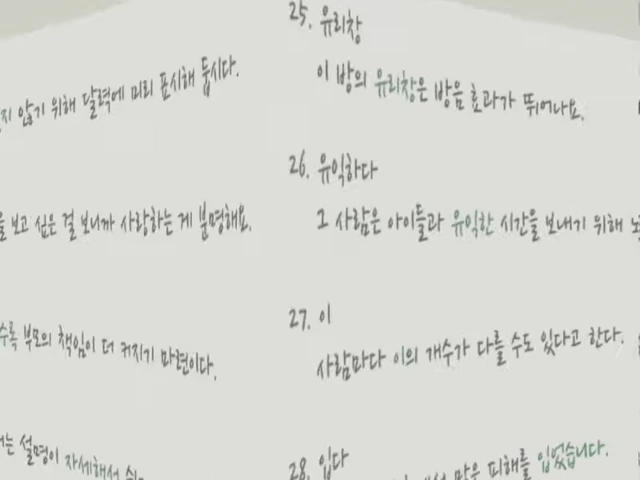 지 않기 위해 달력에 미리 표시해 둡시다.
보고 싶은 걸 보니까 사랑하는 게 분명해요.
부모의 책임이 더 커지기 마련이다.
설명이 자세해서
25. 유리창
이 방의 유리창은 방음 효과가 뛰어나요.
26. 유익하다
그 사람은 아이들과 유익한 시간을 보내기 위해
27. 이
사람마다 이의 개수가 다를 수도 있다고 한다.
28. 입다
많은 피해를 입었습니다.